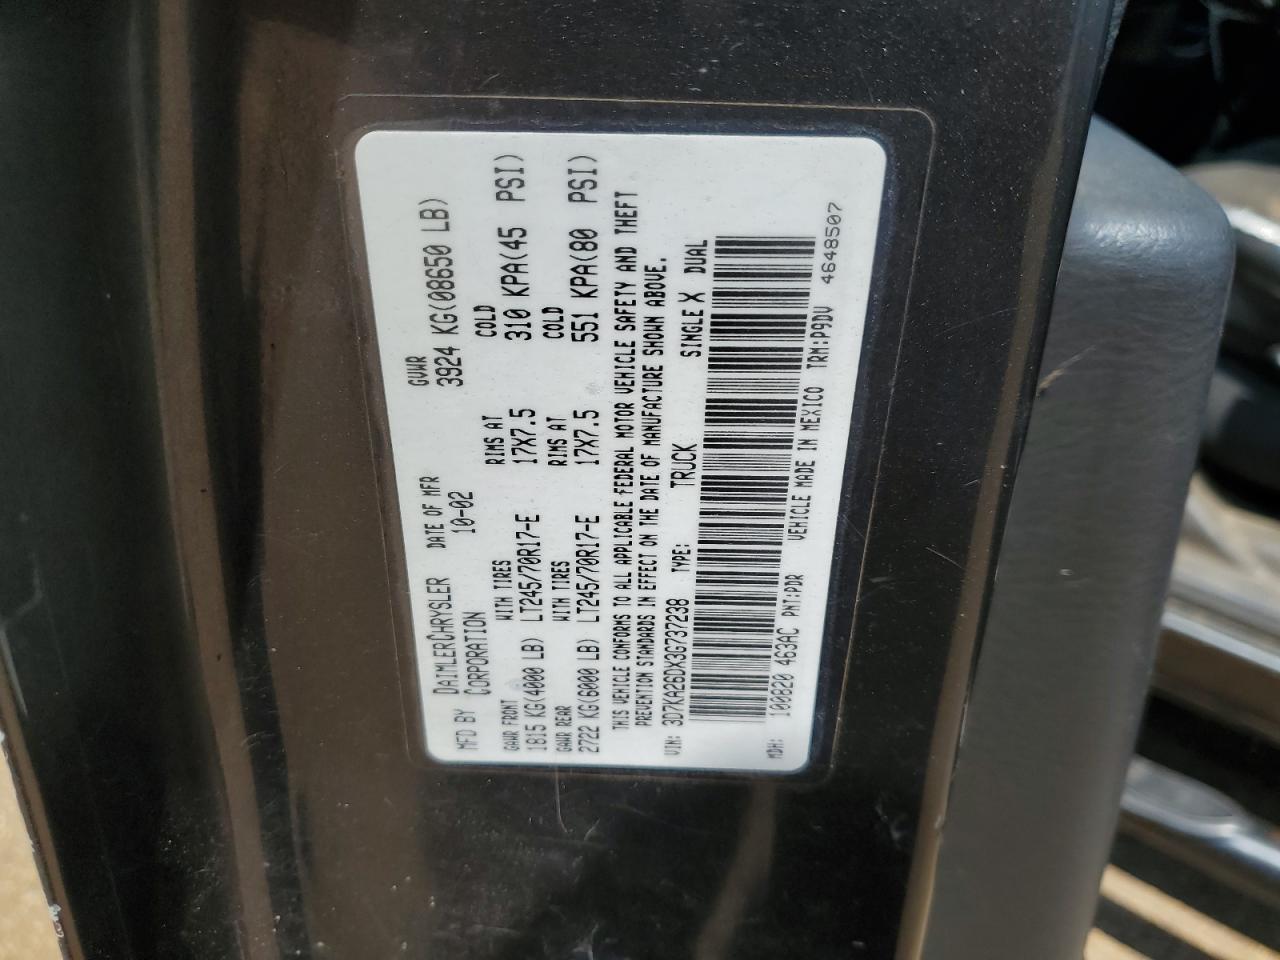 MFD BY DAIMLERCHRYSLER CORPORATION DATE OF MFR 10-02 GVWR 3924 KG(08650 LB)
GAWR FRONT WITH TIRES RIMS AT COLD
1815 KG(4000 LB) LT245/70R17-E 17X7.5 310 KPA(45 PSI)
GAWR REAR WITH TIRES RIMS AT COLD
2722 KG(6000 LB) LT245/70R17-E 17X7.5 551 KPA(80 PSI)
THIS VEHICLE CONFORMS TO ALL APPLICABLE FEDERAL MOTOR VEHICLE SAFETY AND THEFT
PREVENTION STANDARDS IN EFFECT ON THE DATE OF MANUFACTURE SHOWN ABOVE.
VIN: 3D7KA26DX3G737238 TYPE: TRUCK SINGLE X DUAL
MDH: 100820 463AC PNT:PDR VEHICLE MADE IN MEXICO TRM:P9DV 4648507